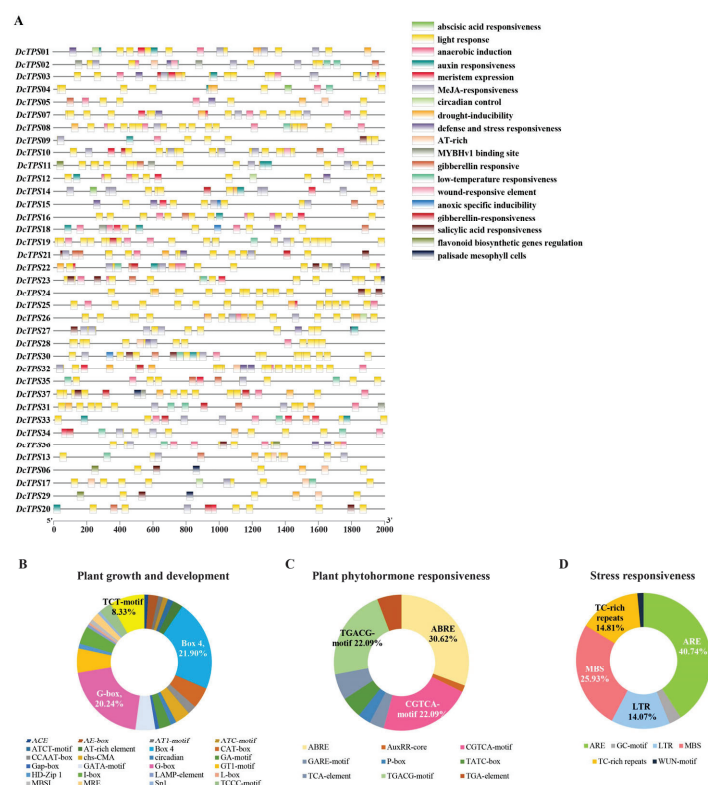 A
DcTPS01
DcTPS02
DcTPS03
DcTPS04
DcTPS05
DcTPS07
DcTPS08
DcTPS09
DcTPS10
DcTPS11
DcTPS12
DcTPS14
DcTPS15
DcTPS16
DcTPS18
DcTPS19
DcTPS21
DcTPS22
DcTPS23
DcTPS24
DcTPS25
DcTPS26
DcTPS27
DcTPS28
DcTPS30
DcTPS32
DcTPS35
DcTPS37
DcTPS31
DcTPS33
DcTPS34
DcTPS13
DcTPS06
DcTPS17
DcTPS29
DcTPS20
5' 3'
0 200 400 600 800 1000 1200 1400 1600 1800 2000
abscisic acid responsiveness
light response
anaerobic induction
auxin responsiveness
meristem expression
MeJA-responsiveness
circadian control
drought-inducibility
defense and stress responsiveness
AT-rich
MYBHv1 binding site
gibberellin responsive
low-temperature responsiveness
wound-responsive element
anoxic specific inducibility
gibberellin-responsiveness
salicylic acid responsiveness
flavonoid biosynthetic genes regulation
palisade mesophyll cells
B
Plant growth and development
TCT-motif
8.33%
Box 4,
21.90%
G-box,
20.24%
ACE AE-box AT1-motif ATC-motif
ATCT-motif AT-rich element Box 4 CAT-box
CCAAT-box chs-CMA circadian GA-motif
Gap-box GATA-motif G-box GT1-motif
HD-Zip 1 I-box LAMP-element L-box
MBSI MRE Sp1 TCCC-motif
C
Plant phytohormone responsiveness
ABRE
30.62%
TGACG-
motif 22.09%
CGTCA-
motif 22.09%
ABRE AuxRR-core CGTCA-motif
GARE-motif P-box TATC-box
TCA-element TGACG-motif TGA-element
D
Stress responsiveness
TC-rich
repeats
14.81%
ARE
40.74%
MBS
25.93%
LTR
14.07%
ARE GC-motif LTR MBS
TC-rich repeats WUN-motif